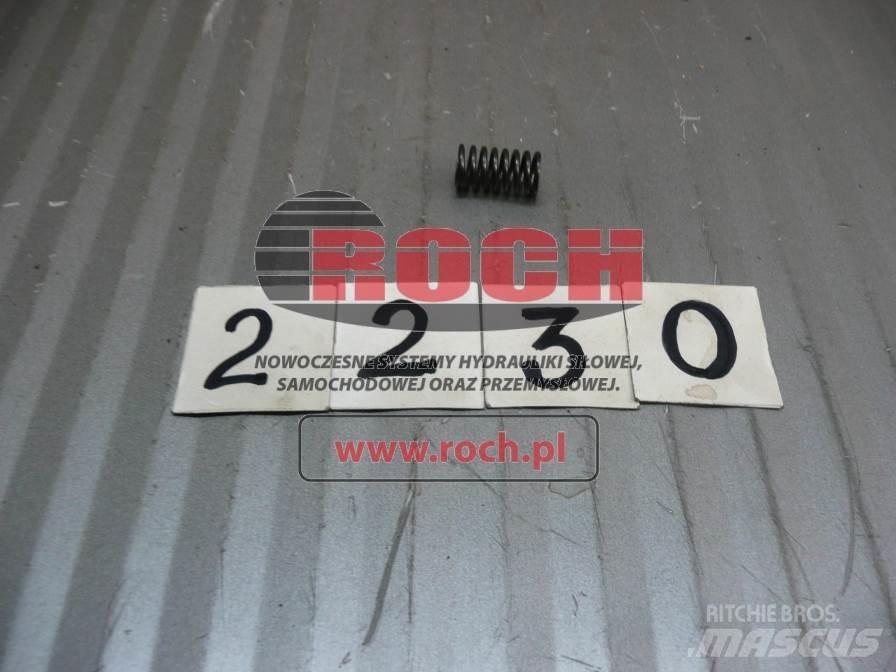 ROCH
2 2 3 0
NOWOCZESNE SYSTEMY HYDRAULIKI SIŁOWEJ,
SAMOCHODOWEJ ORAZ PRZEMYSŁOWEJ.
www.roch.pl
RITCHIE BROS.
MASCUS